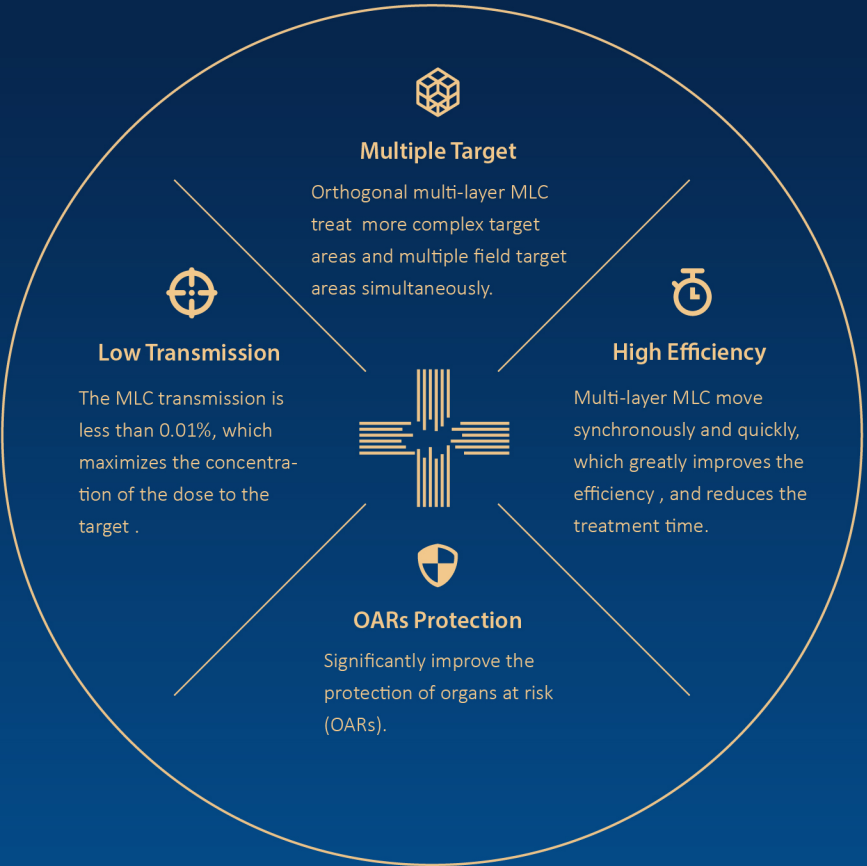 Multiple Target
Orthogonal multi-layer MLC
treat  more complex target
areas and multiple field target
areas simultaneously.
Low Transmission
The MLC transmission is
less than 0.01%, which
maximizes the concentra-
tion of the dose to the
target .
High Efficiency
Multi-layer MLC move
synchronously and quickly,
which greatly improves the
efficiency , and reduces the
treatment time.
OARs Protection
Significantly improve the
protection of organs at risk
(OARs).